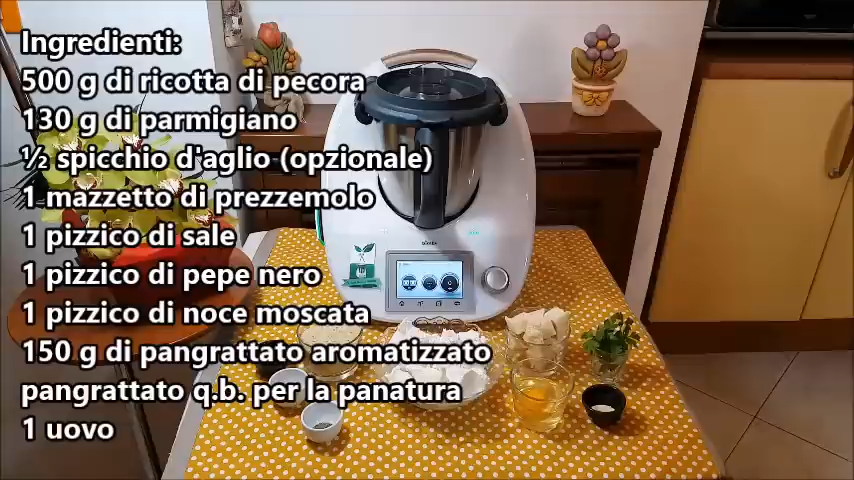 Ingredienti:
500 g di ricotta di pecora
130 g di parmigiano
½ spicchio d'aglio (opzionale)
1 mazzetto di prezzemolo
1 pizzico di sale
1 pizzico di pepe nero
1 pizzico di noce moscata
150 g di pangrattato aromatizzato
pangrattato q.b. per la panatura
1 uovo